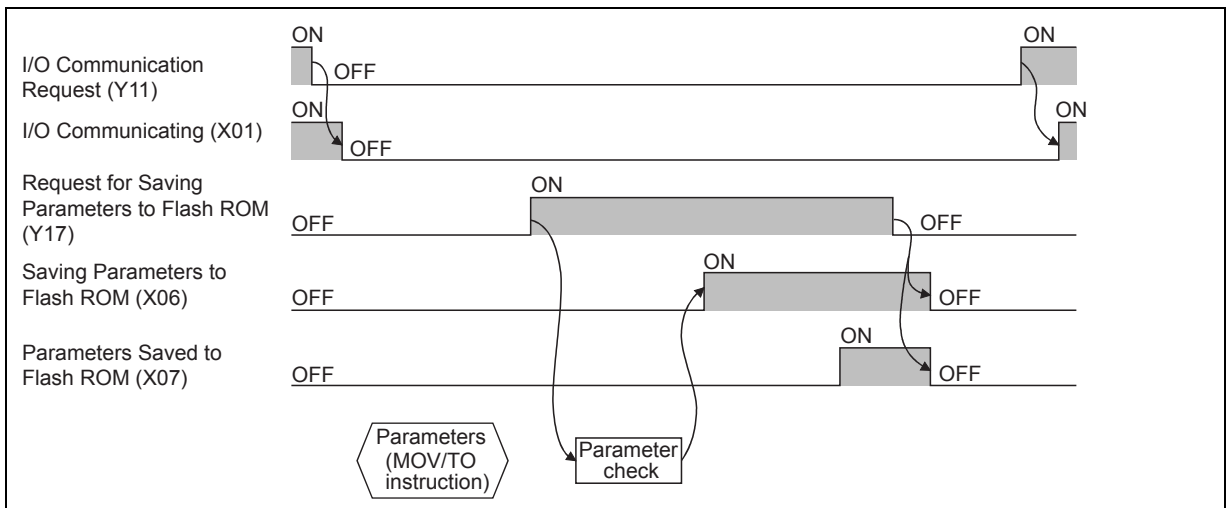 ON
ON
I/O Communication
Request (Y11)
OFF
ON
ON
I/O Communicating (X01)
OFF
Request for Saving
Parameters to Flash ROM
(Y17)
ON
OFF
OFF
Saving Parameters to
Flash ROM (X06)
ON
OFF
OFF
Parameters Saved to
Flash ROM (X07)
ON
OFF
OFF
Parameters
(MOV/TO
instruction)
Parameter
check